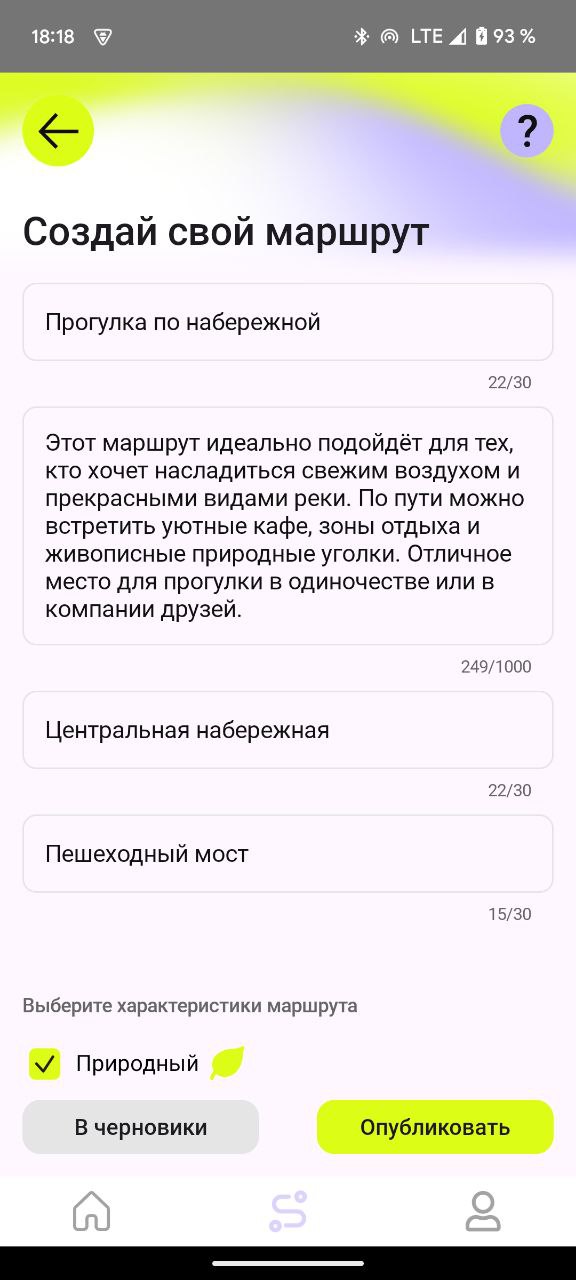 18:18
LTE 93 %
?
Создай свой маршрут
Прогулка по набережной
22/30
Этот маршрут идеально подойдёт для тех,
кто хочет насладиться свежим воздухом и
прекрасными видами реки. По пути можно
встретить уютные кафе, зоны отдыха и
живописные природные уголки. Отличное
место для прогулки в одиночестве или в
компании друзей.
249/1000
Центральная набережная
22/30
Пешеходный мост
15/30
Выберите характеристики маршрута
Природный
В черновики
Опубликовать